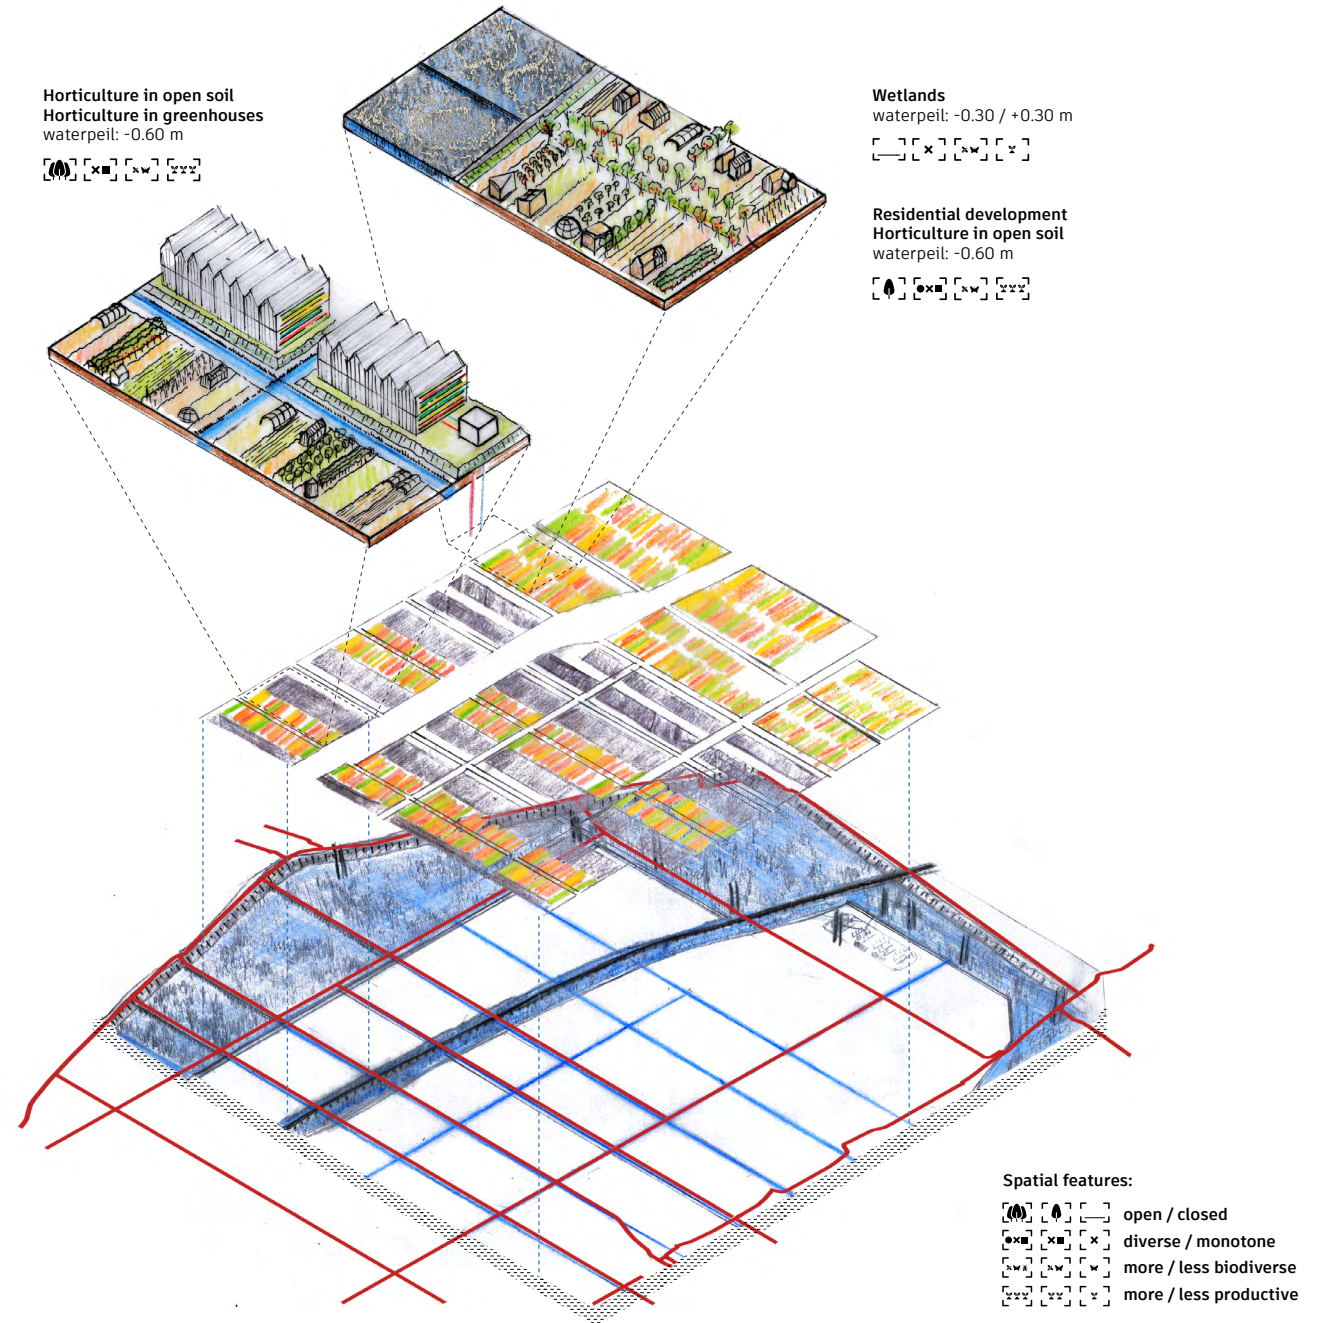 Horticulture in open soil
Horticulture in greenhouses
waterpeil: -0.60 m
Wetlands
waterpeil: -0.30 / +0.30 m
Residential development
Horticulture in open soil
waterpeil: -0.60 m
Spatial features:
open / closed
diverse / monotone
more / less biodiverse
more / less productive